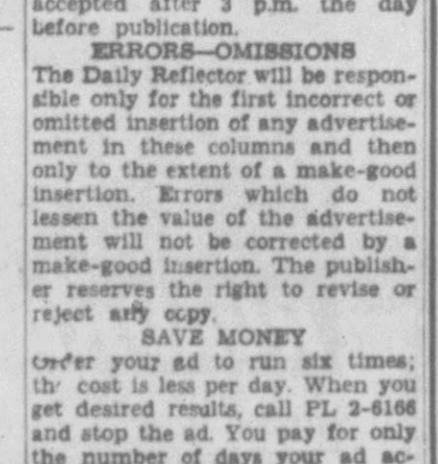 accepted after 3 p.m. the day
before publication.
ERRORS—OMISSIONS
The Daily Reflector will be respon-
sible only for the first incorrect or
omitted insertion of any advertise-
ment in these columns and then
only to the extent of a make-good
insertion. Errors which do not
lessen the value of the advertise-
ment will not be corrected by a
make-good insertion. The publish-
er reserves the right to revise or
reject any copy.
SAVE MONEY
Order your ad to run six times;
the cost is less per day. When you
get desired results, call PL 2-6166
and stop the ad. You pay for only
the number of days your ad ac-